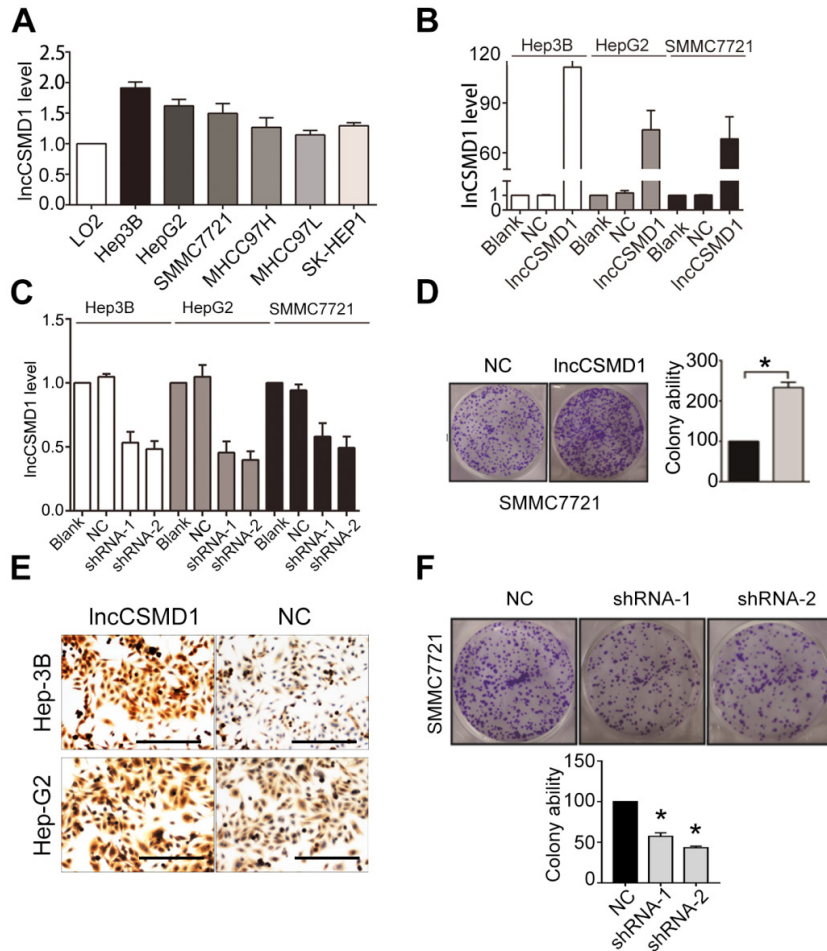 A
lncCSMD1 level
2.5
2.0
1.5
1.0
0.5
0.0
LO2
Hep3B
HepG2
SMMC7721
MHCC97H
MHCC97L
SK-HEP1
B
Hep3B HepG2 SMMC7721
lnCSMD1 level
120
90
60
1
0
Blank
NC
lncCSMD1
Blank
NC
lncCSMD1
Blank
NC
lncCSMD1
C
Hep3B HepG2 SMMC7721
lncCSMD1 level
1.5
1.0
0.5
0.0
Blank
NC
shRNA-1
shRNA-2
Blank
NC
shRNA-1
shRNA-2
Blank
NC
shRNA-1
shRNA-2
D
NC lncCSMD1
SMMC7721
Colony ability
300
200
100
0
*
E
lncCSMD1 NC
Hep-3B
Hep-G2
F
NC shRNA-1 shRNA-2
SMMC7721
Colony ability
150
100
50
0
* *
NC
shRNA-1
shRNA-2